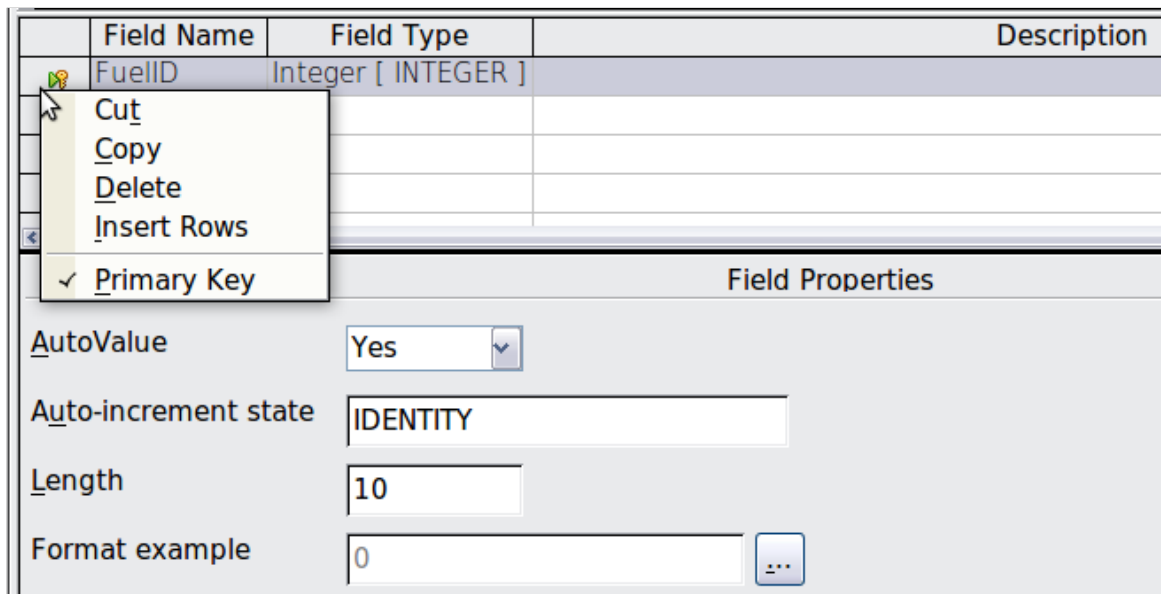 Field Name Field Type Description
FuelID Integer [ INTEGER ]
Cut
Copy
Delete
Insert Rows
Primary Key
Field Properties
AutoValue Yes
Auto-increment state IDENTITY
Length 10
Format example 0 ...